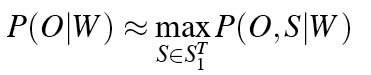 P(O|W) ≈ max_{S∈S_1^T} P(O,S|W)